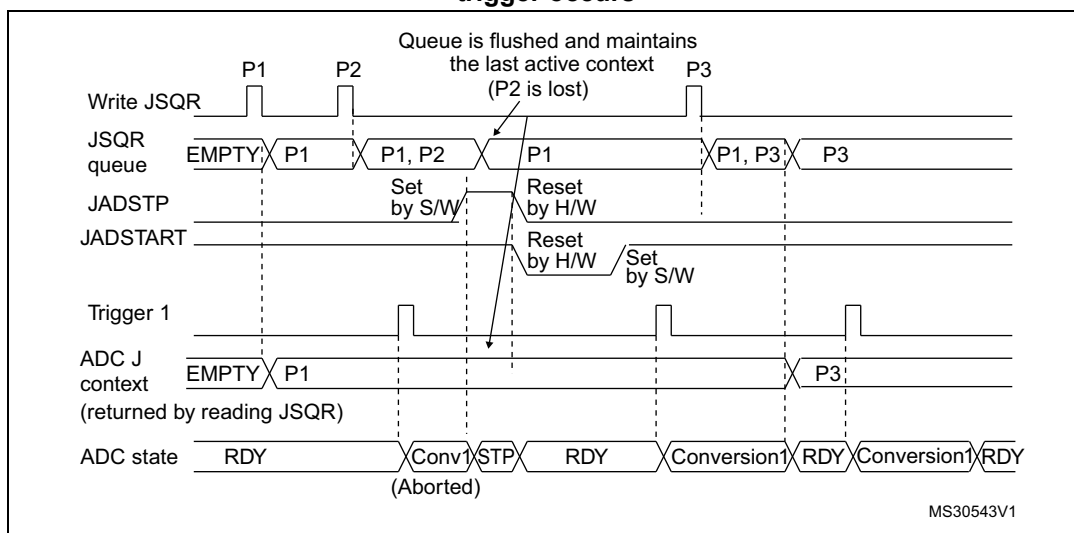 trigger occurs
Queue is flushed and maintains
the last active context
(P2 is lost)
P1
P2
P3
Write JSQR
JSQR
queue
EMPTY
P1
P1, P2
P1
P1, P3
P3
Set
by S/W
Reset
by H/W
JADSTP
JADSTART
Reset
by H/W
Set
by S/W
Trigger 1
ADC J
context
EMPTY
P1
P3
(returned by reading JSQR)
ADC state
RDY
Conv1
STP
RDY
Conversion1
RDY
Conversion1
RDY
(Aborted)
MS30543V1